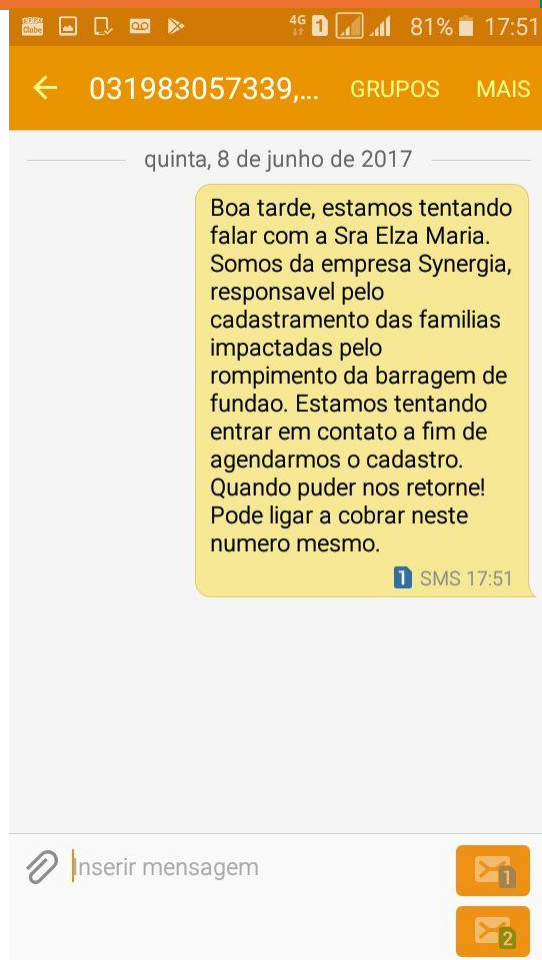 4G 1 81% 17:51
031983057339,... GRUPOS MAIS
quinta, 8 de junho de 2017
Boa tarde, estamos tentando
falar com a Sra Elza Maria.
Somos da empresa Synergia,
responsavel pelo
cadastramento das familias
impactadas pelo
rompimento da barragem de
fundao. Estamos tentando
entrar em contato a fim de
agendarmos o cadastro.
Quando puder nos retorne!
Pode ligar a cobrar neste
numero mesmo.
1 SMS 17:51
Inserir mensagem
1
2